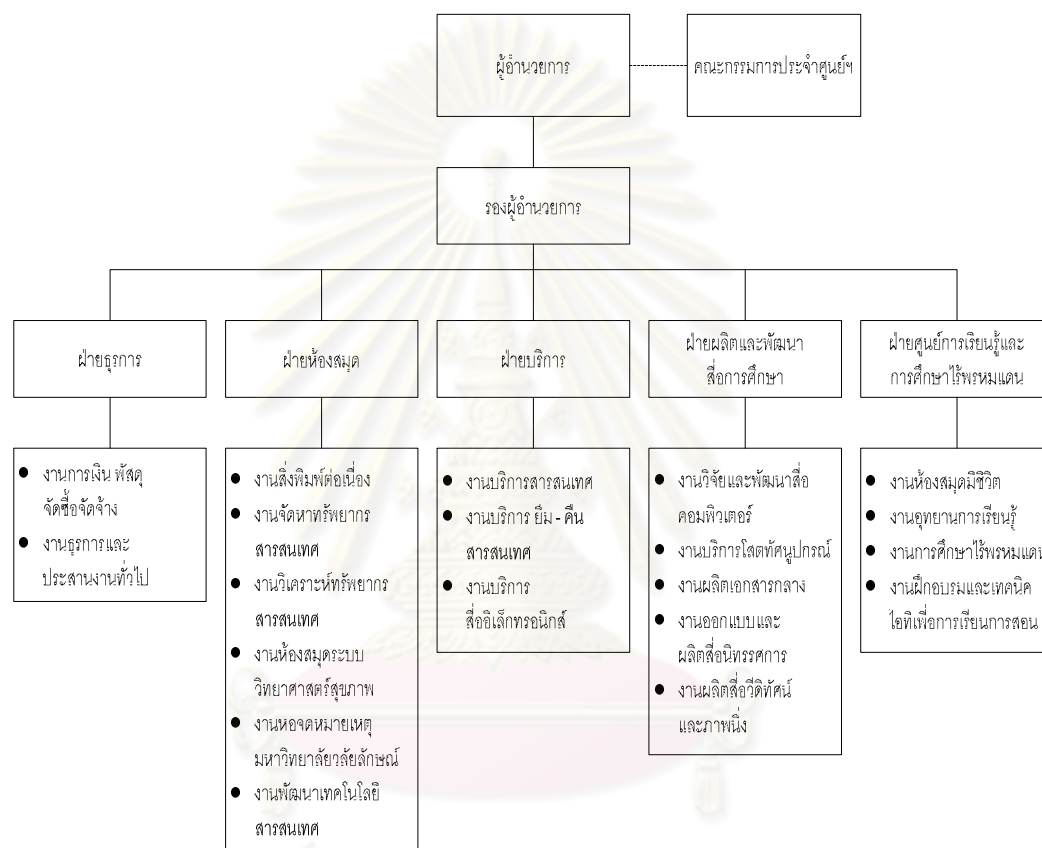 ผู้อำนวยการ
คณะกรรมการประจำศูนย์ฯ
รองผู้อำนวยการ
ฝ่ายธุรการ
ฝ่ายห้องสมุด
ฝ่ายบริการ
ฝ่ายผลิตและพัฒนา
สื่อการศึกษา
ฝ่ายศูนย์การเรียนรู้และ
การศึกษาไร้พรหมแดน
● งานการเงิน พัสดุ
จัดซื้อจัดจ้าง
● งานธุรการและ
ประสานงานทั่วไป
● งานสิ่งพิมพ์ต่อเนื่อง
● งานจัดหาทรัพยากร
สารสนเทศ
● งานวิเคราะห์ทรัพยากร
สารสนเทศ
● งานห้องสมุดระบบ
วิทยาศาสตร์สุขภาพ
● งานหอจดหมายเหตุ
มหาวิทยาลัยวลัยลักษณ์
● งานพัฒนาเทคโนโลยี
สารสนเทศ
● งานบริการสารสนเทศ
● งานบริการ ยืม - คืน
สารสนเทศ
● งานบริการ
สื่ออิเล็กทรอนิกส์
● งานวิจัยและพัฒนาสื่อ
คอมพิวเตอร์
● งานบริการโสตทัศนูปกรณ์
● งานผลิตเอกสารกลาง
● งานออกแบบและ
ผลิตสื่อนิทรรศการ
● งานผลิตสื่อวีดิทัศน์
และภาพนิ่ง
● งานห้องสมุดมีชีวิต
● งานอุทยานการเรียนรู้
● งานการศึกษาไร้พรหมแดน
● งานฝึกอบรมและเทคนิค
ไอทีเพื่อการเรียนการสอน